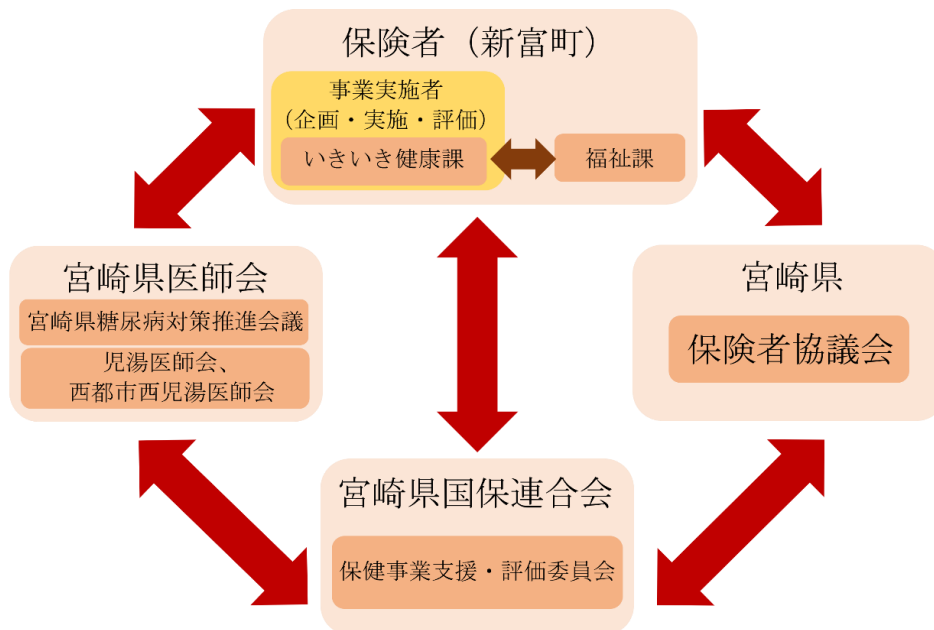 保険者（新富町）
事業実施者
（企画・実施・評価）
いきいき健康課
福祉課
宮崎県医師会
宮崎県糖尿病対策推進会議
児湯医師会、
西都市西児湯医師会
宮崎県
保険者協議会
宮崎県国保連合会
保健事業支援・評価委員会